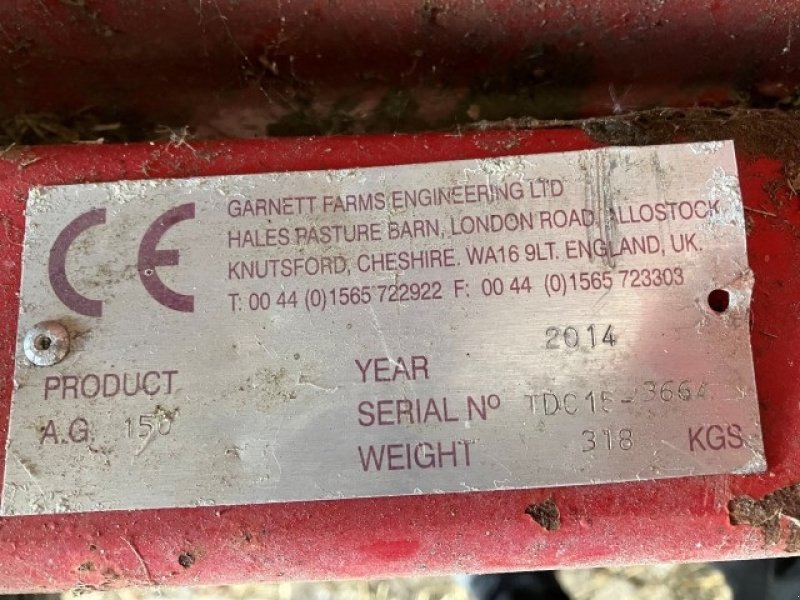 CE
GARNETT FARMS ENGINEERING LTD
HALES PASTURE BARN, LONDON ROAD, ALLOSTOCK
KNUTSFORD, CHESHIRE. WA16 9LT. ENGLAND, UK.
T: 00 44 (0)1565 722922 F: 00 44 (0)1565 723303
PRODUCT
A.G. 150
YEAR 2014
SERIAL Nº
WEIGHT 318 KGS